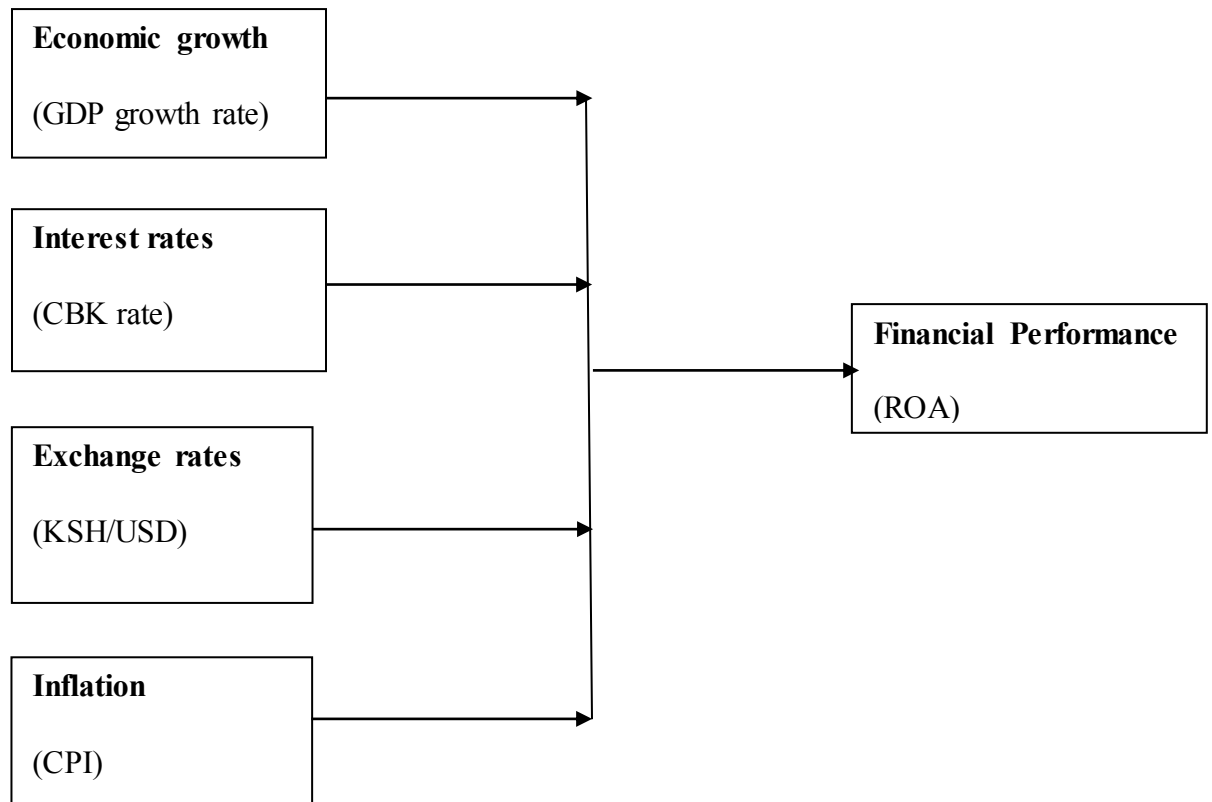 Economic growth
(GDP growth rate)
Interest rates
(CBK rate)
Exchange rates
(KSH/USD)
Inflation
(CPI)
Financial Performance
(ROA)